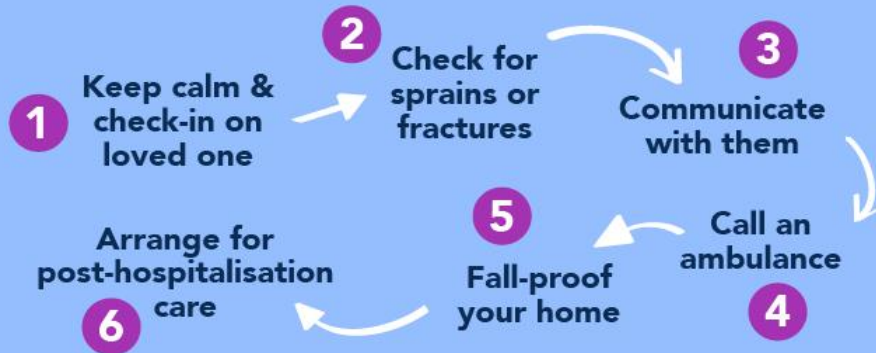 1
Keep calm &
check-in on
loved one
2
Check for
sprains or
fractures
3
Communicate
with them
4
Call an
ambulance
5
Fall-proof
your home
6
Arrange for
post-hospitalisation
care